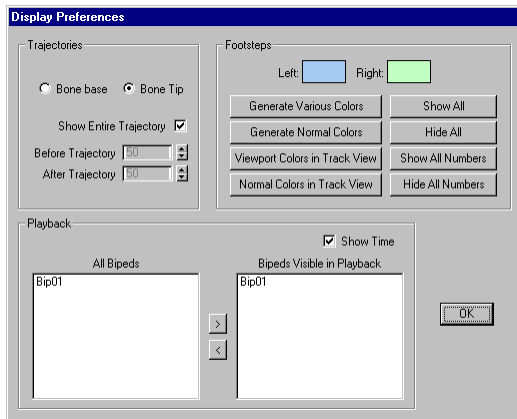 Display Preferences
Trajectories
Bone base Bone Tip
Show Entire Trajectory
Before Trajectory 50
After Trajectory 50
Footsteps
Left: Right:
Generate Various Colors Show All
Generate Normal Colors Hide All
Viewport Colors in Track View Show All Numbers
Normal Colors in Track View Hide All Numbers
Playback
Show Time
All Bipeds Bipeds Visible in Playback
Bip01 Bip01
>
<
OK